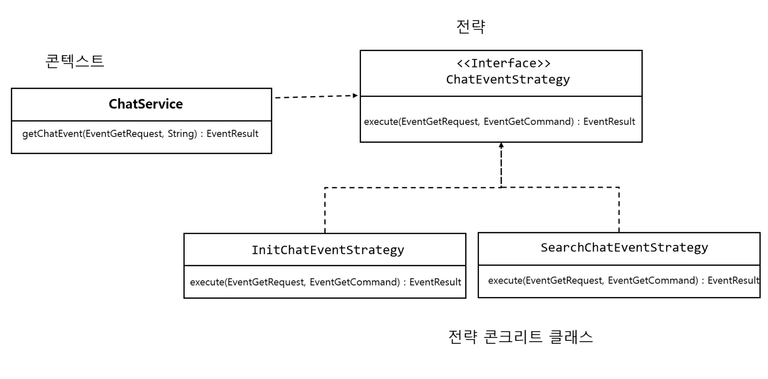 전략
콘텍스트
<<Interface>>
ChatEventStrategy
ChatService
execute(EventGetRequest, EventGetCommand) : EventResult
getChatEvent(EventGetRequest, String) : EventResult
InitChatEventStrategy
SearchChatEventStrategy
execute(EventGetRequest, EventGetCommand) : EventResult
execute(EventGetRequest, EventGetCommand) : EventResult
전략 콘크리트 클래스